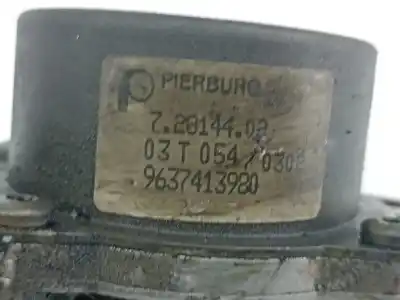 PIERBURG
7.28144.02
03 T 054 / 0308
9637413980